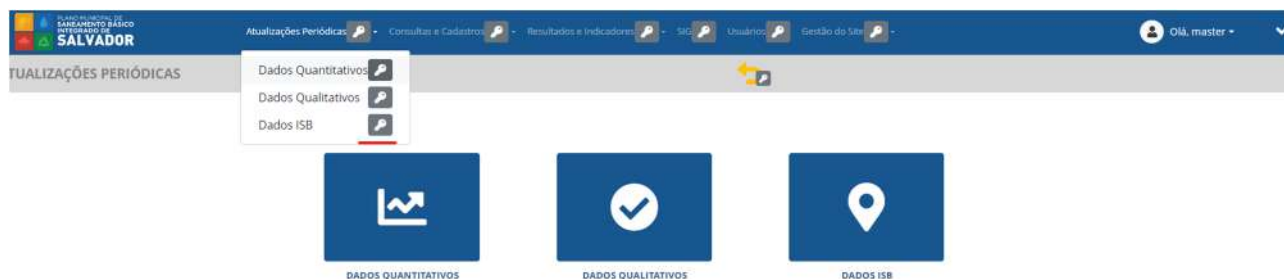 PLANO MUNICIPAL DE
SANEAMENTO BÁSICO
INTEGRADO DE
SALVADOR
Atualizações Periódicas Consultas e Cadastros Resultados e Indicadores SIG Usuários Gestão do Site Olá, master
TUALIZAÇÕES PERIÓDICAS
Dados Quantitativos
Dados Qualitativos
Dados ISB
DADOS QUANTITATIVOS DADOS QUALITATIVOS DADOS ISB